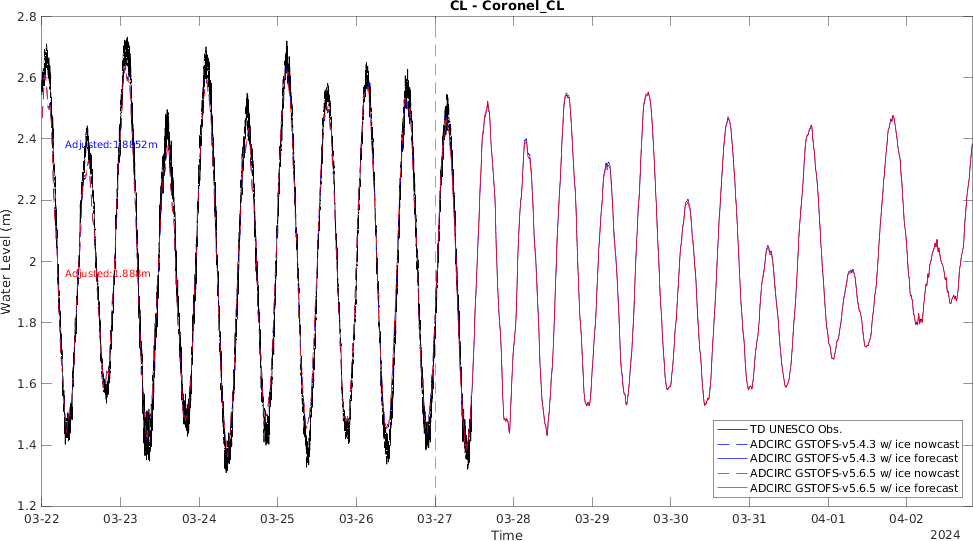 CL - Coronel_CL
2.8
2.6
2.4
2.2
2
1.8
1.6
1.4
1.2
Water Level (m)
Adjusted:1.8852m
Adjusted:1.888m
TD UNESCO Obs.
ADCIRC GSTOFS-v5.4.3 w/ ice nowcast
ADCIRC GSTOFS-v5.4.3 w/ ice forecast
ADCIRC GSTOFS-v5.6.5 w/ ice nowcast
ADCIRC GSTOFS-v5.6.5 w/ ice forecast
03-22 03-23 03-24 03-25 03-26 03-27 03-28 03-29 03-30 03-31 04-01 04-02
Time
2024